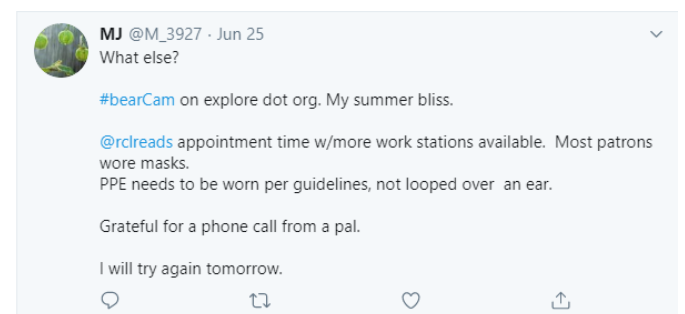 MJ @M_3927 · Jun 25
What else?
#bearCam on explore dot org. My summer bliss.
@rclreads appointment time w/more work stations available.  Most patrons
wore masks.
PPE needs to be worn per guidelines, not looped over  an ear.
Grateful for a phone call from a pal.
I will try again tomorrow.